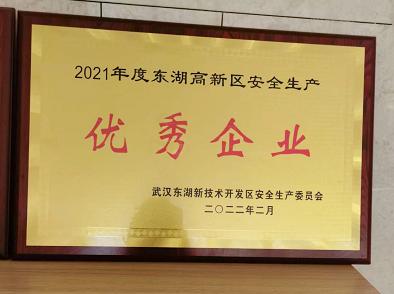 2021年度东湖高新区安全生产
优秀企业
武汉东湖新技术开发区安全生产委员会
二〇二二年二月